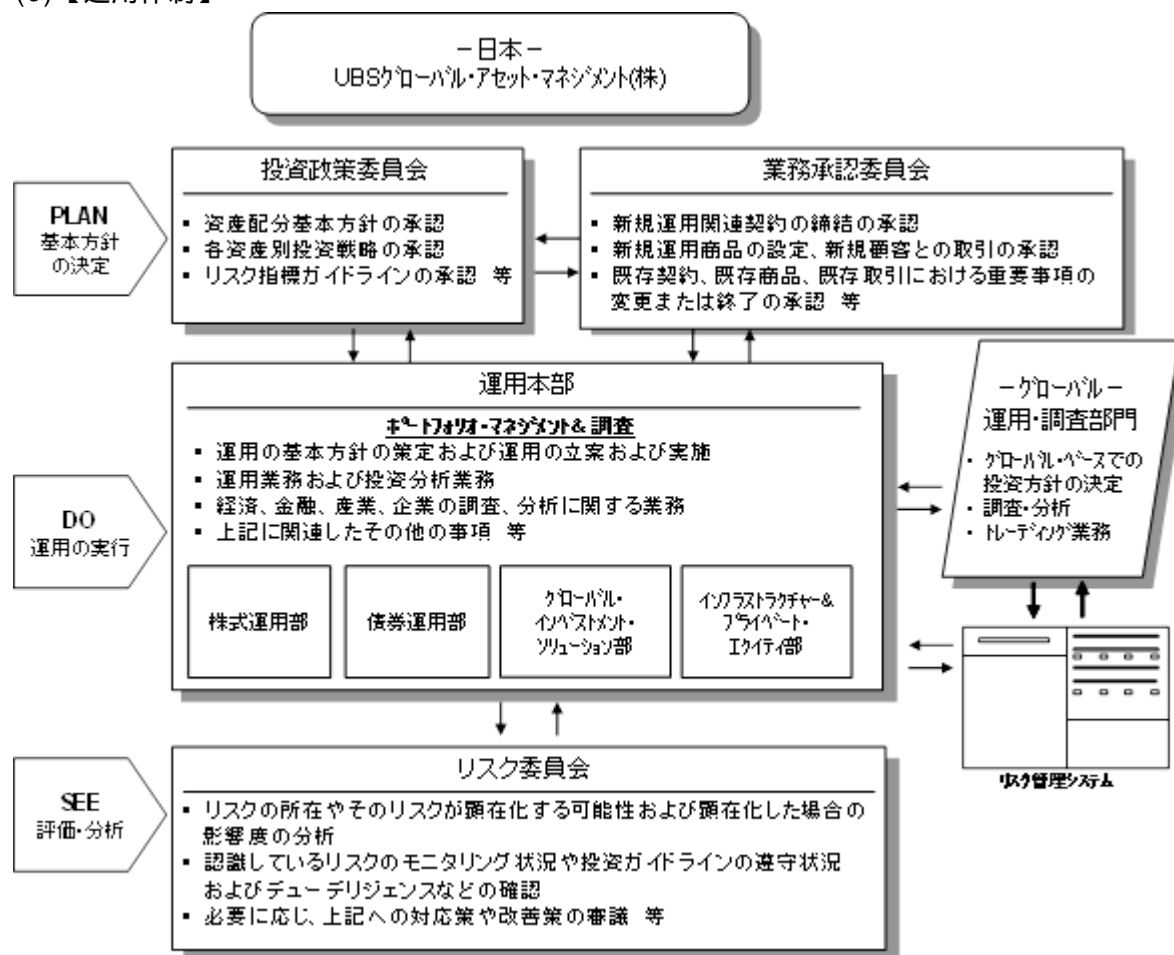 －日本－
UBSｸﾞﾛｰﾊﾞﾙ･ｱｾｯﾄ･ﾏﾈｼﾞﾒﾝﾄ(株)
PLAN
基本方針
の決定
投資政策委員会
▪ 資産配分基本方針の承認
▪ 各資産別投資戦略の承認
▪ リスク指標ガイドラインの承認 等
業務承認委員会
▪ 新規運用関連契約の締結の承認
▪ 新規運用商品の設定、新規顧客との取引の承認
▪ 既存契約、既存商品、既存取引における重要事項の
変更または終了の承認 等
DO
運用の実行
運用本部
ﾎﾟｰﾄﾌｫﾘｵ･ﾏﾈｼﾞﾒﾝﾄ& 調査
▪ 運用の基本方針の策定および運用の立案および実施
▪ 運用業務および投資分析業務
▪ 経済、金融、産業、企業の調査、分析に関する業務
▪ 上記に関連したその他の事項 等
株式運用部
債券運用部
ｸﾞﾛｰﾊﾞﾙ･
ｲﾝﾍﾞｽﾄﾒﾝﾄ･
ｿﾘｭｰｼｮﾝ部
ｲﾝﾌﾗｽﾄﾗｸﾁｬｰ&
ﾌﾟﾗｲﾍﾞｰﾄ･
ｴｸｲﾃｨ部
－ｸﾞﾛｰﾊﾞﾙ－
運用･調査部門
・ ｸﾞﾛｰﾊﾞﾙ･ﾍﾞｰｽでの
投資方針の決定
・ 調査･分析
・ ﾄﾚｰﾃﾞｨﾝｸﾞ業務
ﾘｽｸ管理ｼｽﾃﾑ
SEE
評価･分析
リスク委員会
▪ リスクの所在やそのリスクが顕在化する可能性および顕在化した場合の
影響度の分析
▪ 認識しているリスクのモニタリング状況や投資ガイドラインの遵守状況
およびデューデリジェンスなどの確認
▪ 必要に応じ、上記への対応策や改善策の審議 等